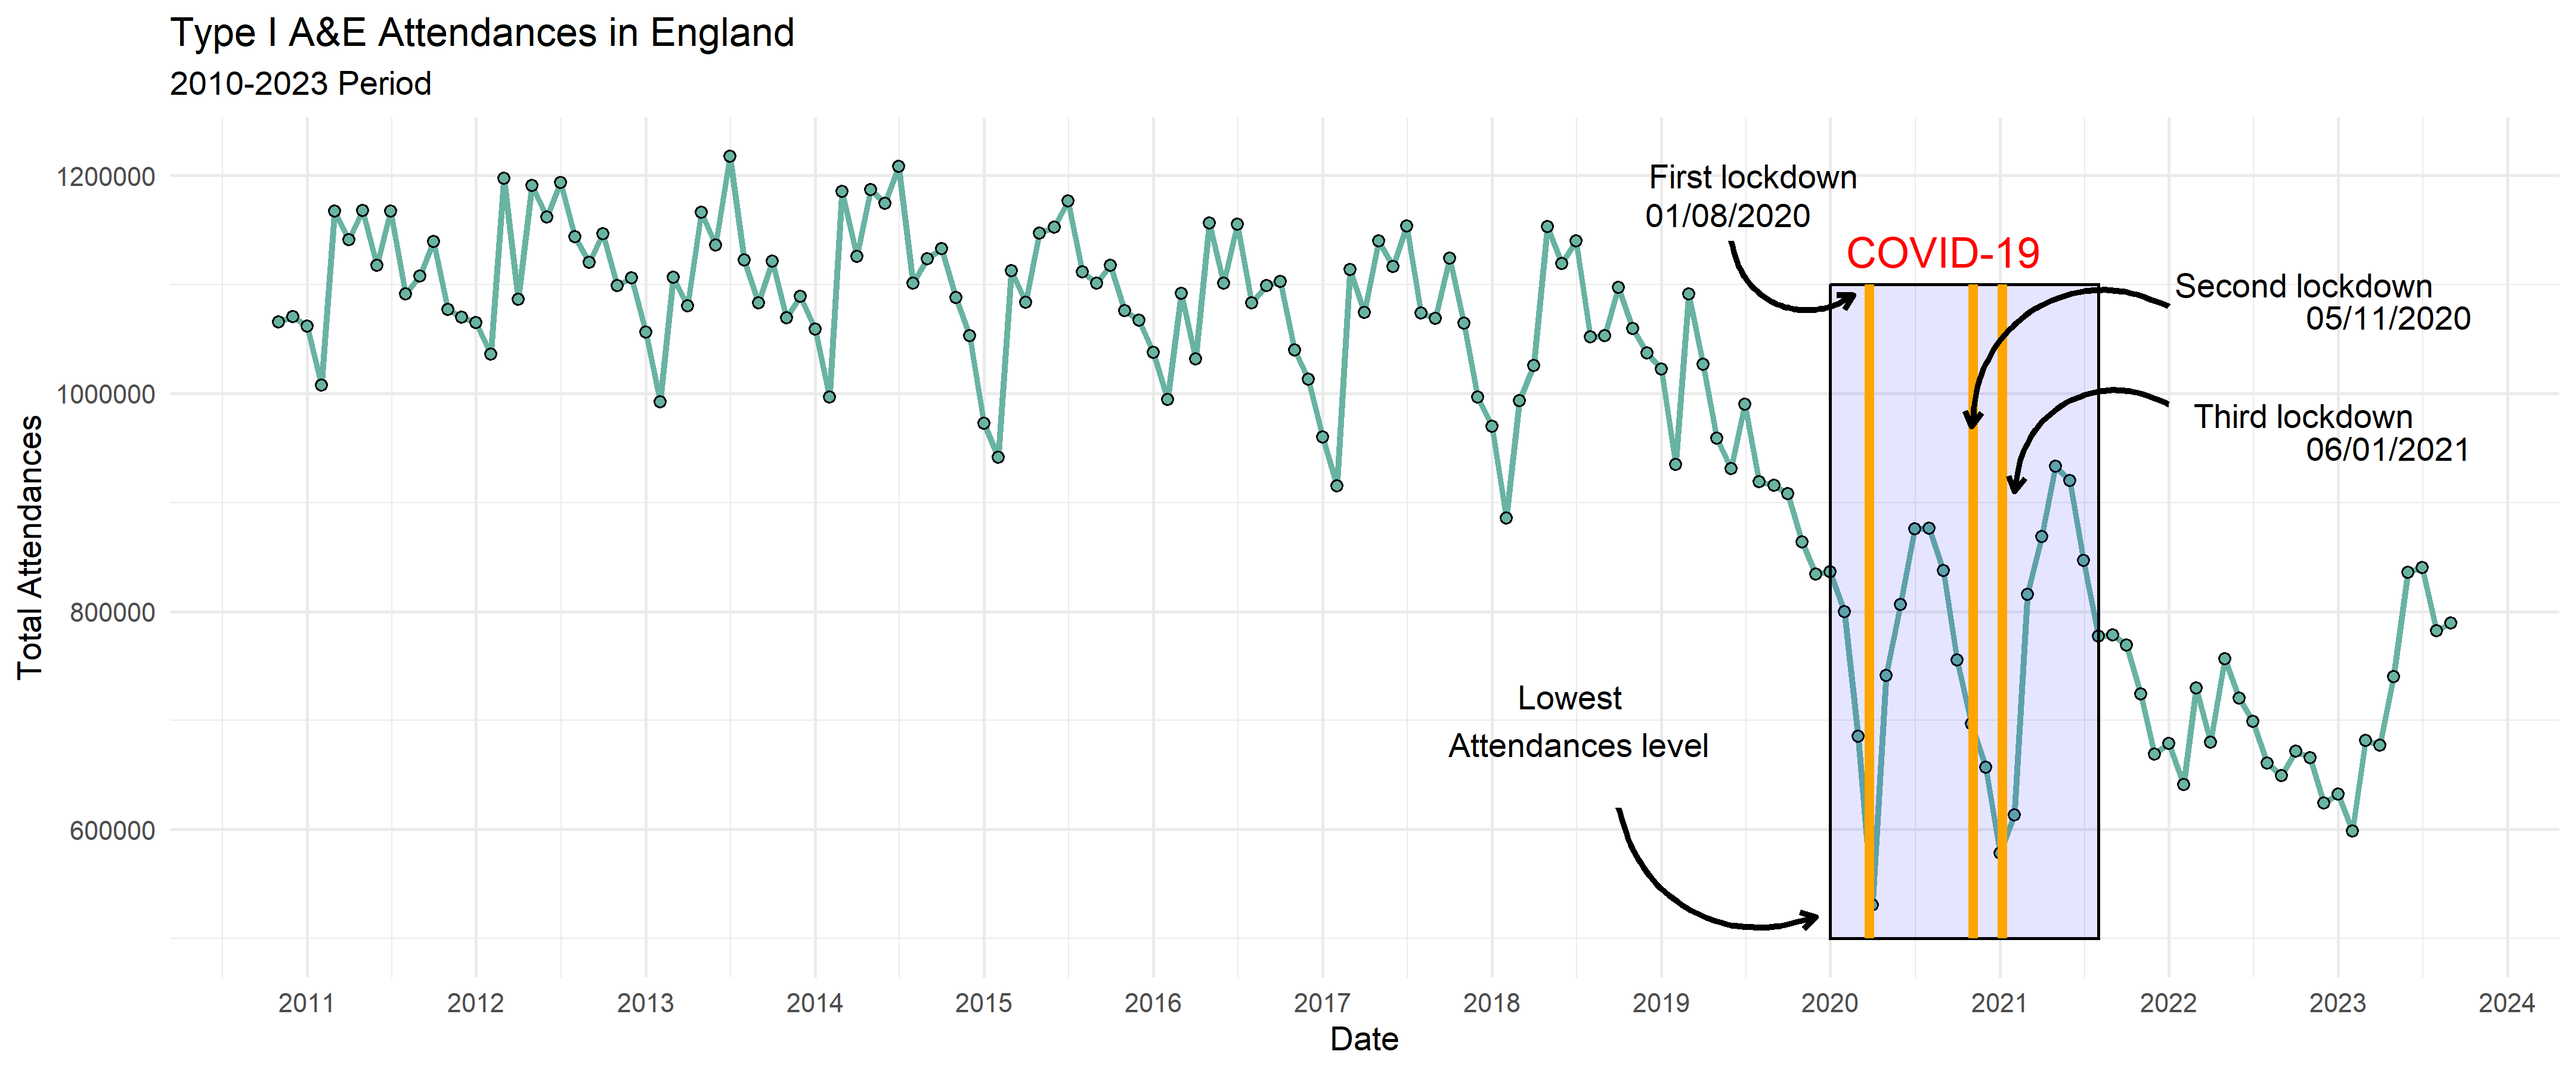 Type I A&E Attendances in England
2010-2023 Period
First lockdown
01/08/2020
COVID-19
Second lockdown
05/11/2020
Third lockdown
06/01/2021
Lowest
Attendances level
Total Attendances
1200000
1000000
800000
600000
2011 2012 2013 2014 2015 2016 2017 2018 2019 2020 2021 2022 2023 2024
Date